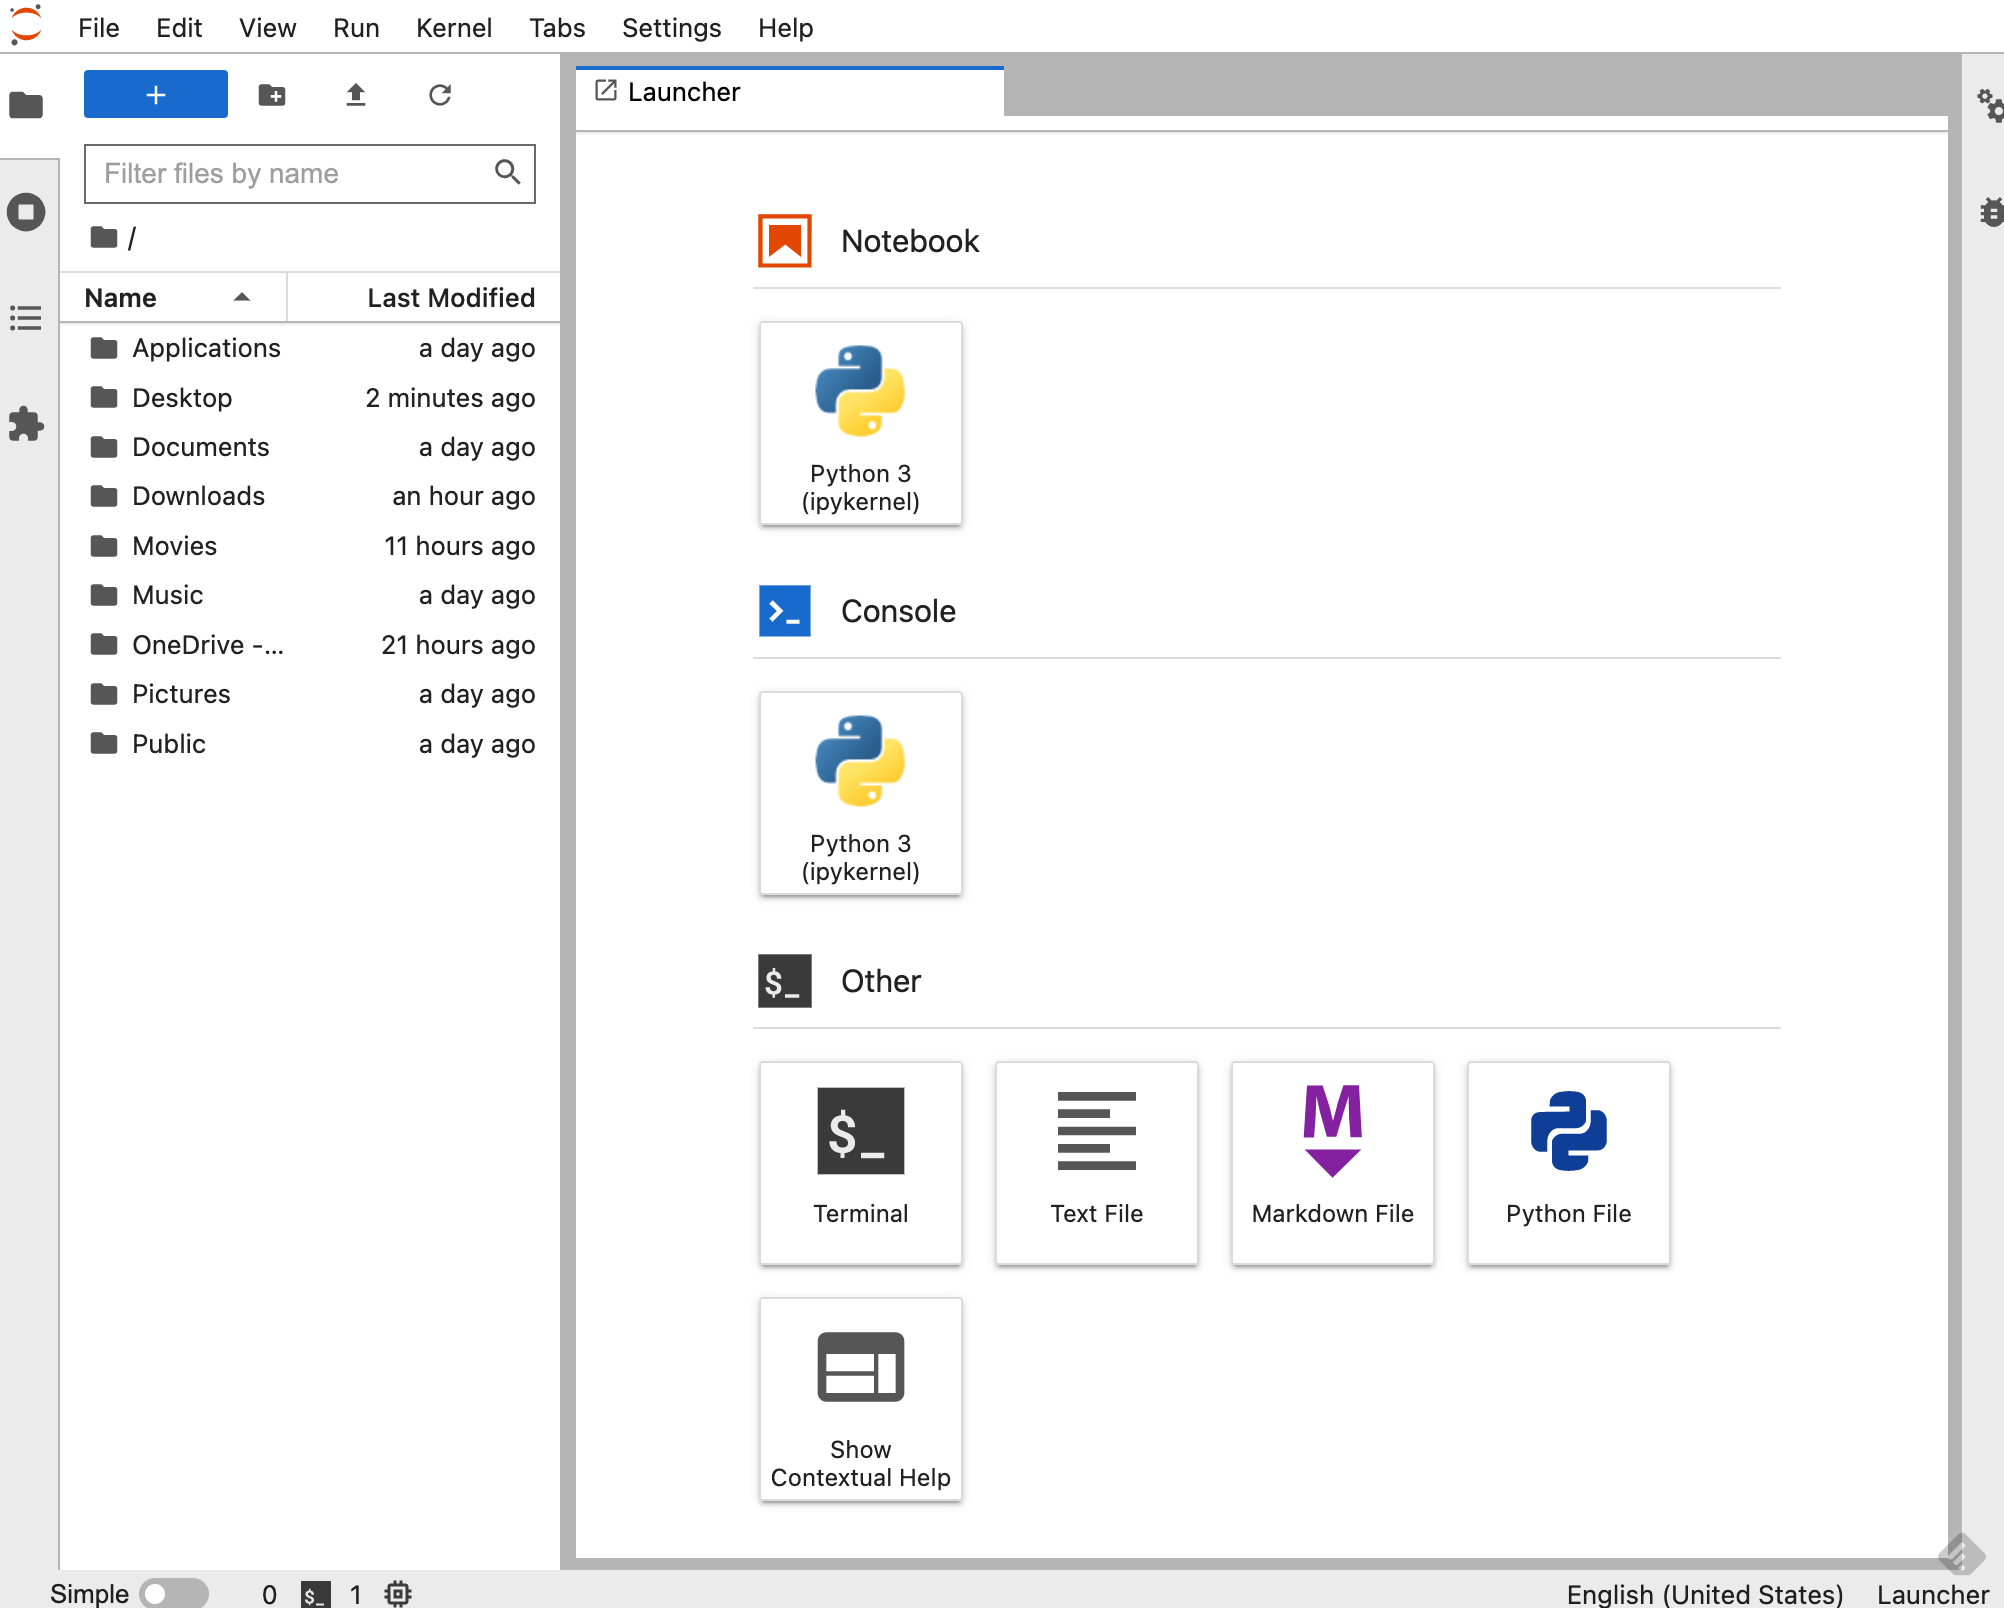 File Edit View Run Kernel Tabs Settings Help
+
Launcher
Filter files by name
/
Name Last Modified
Applications a day ago
Desktop 2 minutes ago
Documents a day ago
Downloads an hour ago
Movies 11 hours ago
Music a day ago
OneDrive -... 21 hours ago
Pictures a day ago
Public a day ago
Notebook
Python 3
(ipykernel)
Console
Python 3
(ipykernel)
$_ Other
$_
Terminal
Text File
M
Markdown File
Python File
Show
Contextual Help
Simple 0 $_ 1 English (United States) Launcher